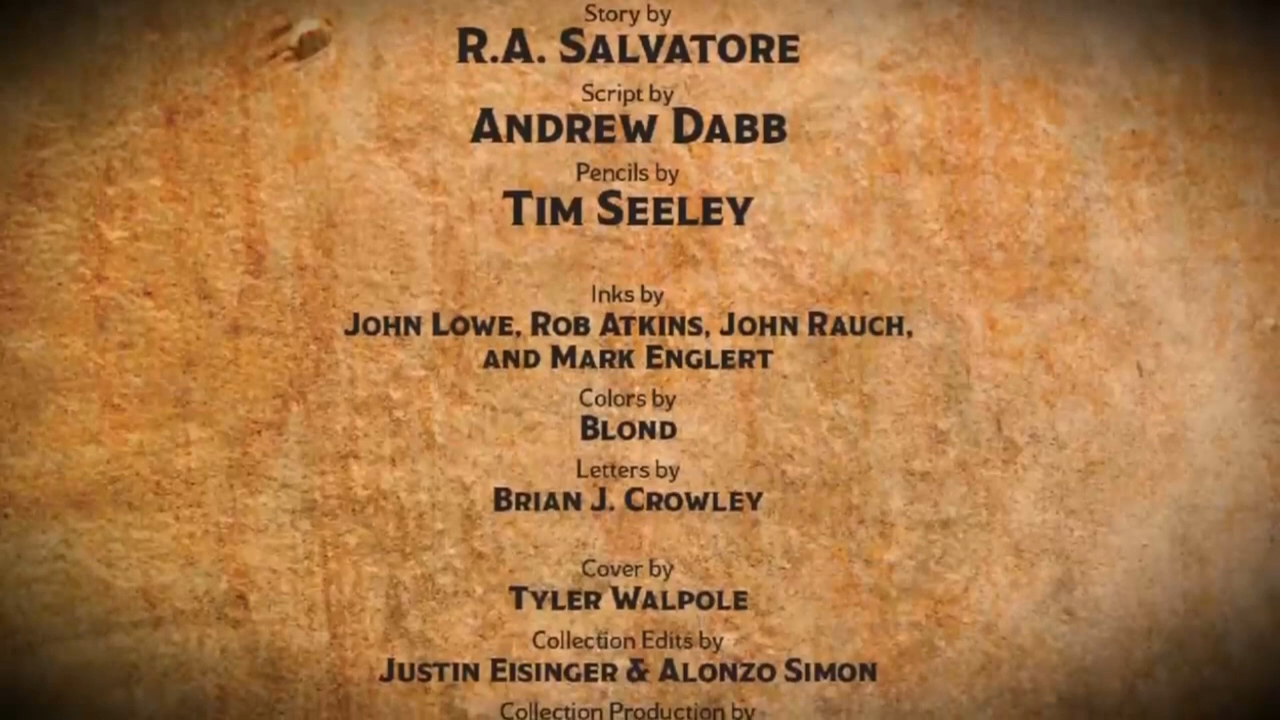 Story by
R.A. Salvatore
Script by
Andrew Dabb
Pencils by
Tim Seeley
Inks by
John Lowe, Rob Atkins, John Rauch,
and Mark Englert
Colors by
Blond
Letters by
Brian J. Crowley
Cover by
Tyler Walpole
Collection Edits by
Justin Eisinger & Alonzo Simon
Collection Production by